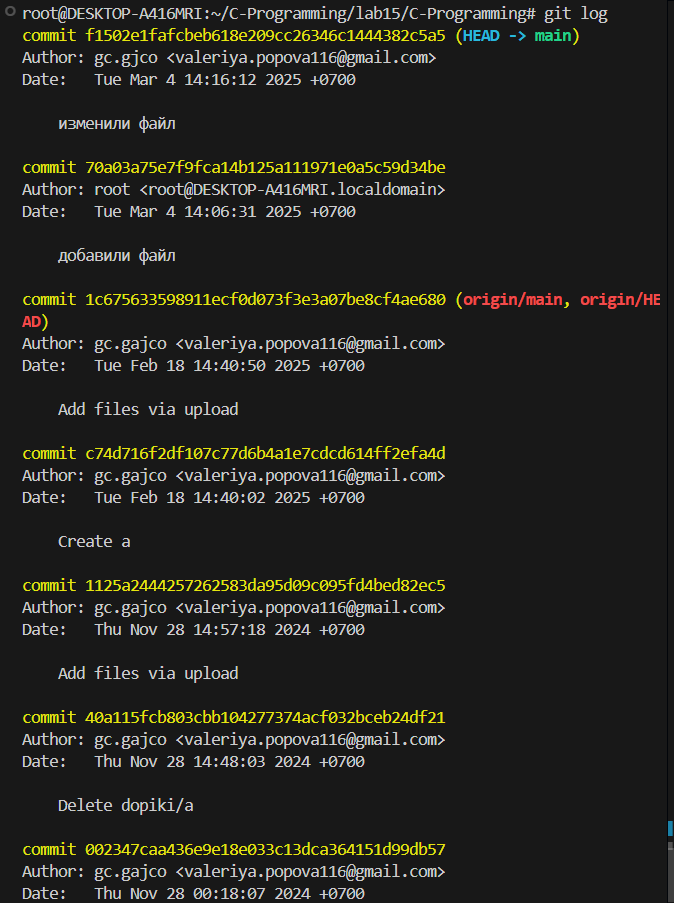 root@DESKTOP-A416MRI:~/C-Programming/lab15/C-Programming# git log
commit f1502e1fafcbeb618e209cc26346c1444382c5a5 (HEAD -> main)
Author: gc.gjco <valeriya.popova116@gmail.com>
Date:   Tue Mar 4 14:16:12 2025 +0700
изменили файл
commit 70a03a75e7f9fca14b125a111971e0a5c59d34be
Author: root <root@DESKTOP-A416MRI.localdomain>
Date:   Tue Mar 4 14:06:31 2025 +0700
добавили файл
commit 1c675633598911ecf0d073f3e3a07be8cf4ae680 (origin/main, origin/HE
AD)
Author: gc.gajco <valeriya.popova116@gmail.com>
Date:   Tue Feb 18 14:40:50 2025 +0700
Add files via upload
commit c74d716f2df107c77d6b4a1e7cdcd614ff2efa4d
Author: gc.gajco <valeriya.popova116@gmail.com>
Date:   Tue Feb 18 14:40:02 2025 +0700
Create a
commit 1125a2444257262583da95d09c095fd4bed82ec5
Author: gc.gajco <valeriya.popova116@gmail.com>
Date:   Thu Nov 28 14:57:18 2024 +0700
Add files via upload
commit 40a115fcb803cbb104277374acf032bceb24df21
Author: gc.gajco <valeriya.popova116@gmail.com>
Date:   Thu Nov 28 14:48:03 2024 +0700
Delete dopiki/a
commit 002347caa436e9e18e033c13dca364151d99db57
Author: gc.gajco <valeriya.popova116@gmail.com>
Date:   Thu Nov 28 00:18:07 2024 +0700